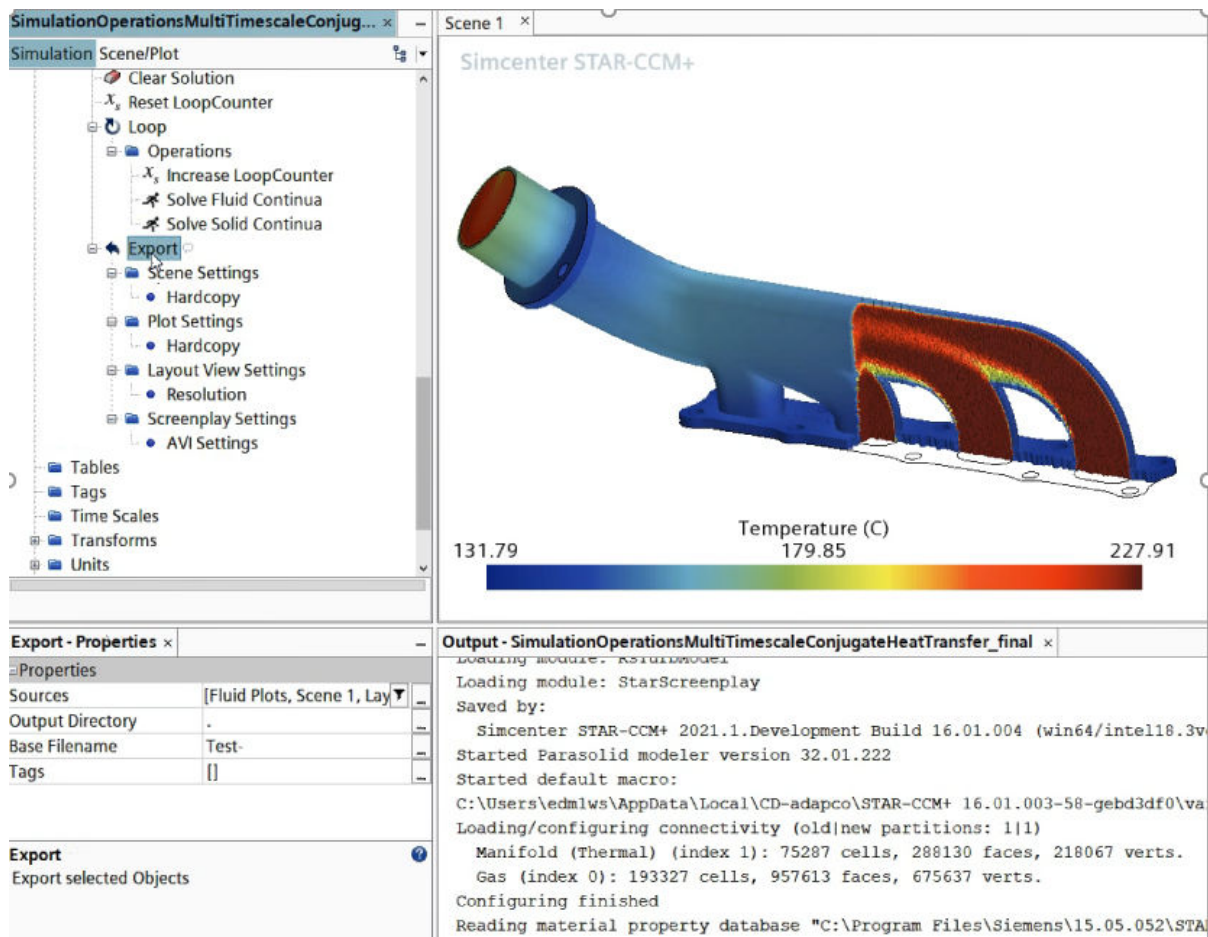 SimulationOperationsMultiTimescaleConjug... ×
Simulation Scene/Plot
Clear Solution
Xs Reset LoopCounter
Loop
Operations
Xs Increase LoopCounter
Solve Fluid Continua
Solve Solid Continua
Export
Scene Settings
Hardcopy
Plot Settings
Hardcopy
Layout View Settings
Resolution
Screenplay Settings
AVI Settings
Tables
Tags
Time Scales
Transforms
Units
Scene 1 ×
Simcenter STAR-CCM+
Temperature (C)
131.79 179.85 227.91
Export - Properties ×
Properties
Sources [Fluid Plots, Scene 1, Lay
Output Directory .
Base Filename Test-
Tags []
Export
Export selected Objects
Output - SimulationOperationsMultiTimescaleConjugateHeatTransfer_final ×
Loading module: KsTurbModel
Loading module: StarScreenplay
Saved by:
Simcenter STAR-CCM+ 2021.1.Development Build 16.01.004 (win64/intel18.3v
Started Parasolid modeler version 32.01.222
Started default macro:
C:\Users\edmlws\AppData\Local\CD-adapco\STAR-CCM+ 16.01.003-58-gebd3df0\va
Loading/configuring connectivity (old|new partitions: 1|1)
Manifold (Thermal) (index 1): 75287 cells, 288130 faces, 218067 verts.
Gas (index 0): 193327 cells, 957613 faces, 675637 verts.
Configuring finished
Reading material property database "C:\Program Files\Siemens\15.05.052\STA